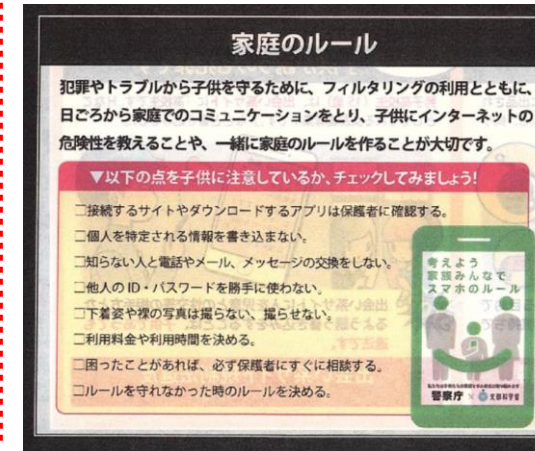 家庭のルール
犯罪やトラブルから子供を守るために、フィルタリングの利用とともに、
日ごろから家庭でのコミュニケーションをとり、子供にインターネットの
危険性を教えることや、一緒に家庭のルールを作ることが大切です。
▼以下の点を子供に注意しているか、チェックしてみましょう!
□接続するサイトやダウンロードするアプリは保護者に確認する。
□個人を特定される情報を書き込まない。
□知らない人と電話やメール、メッセージの交換をしない。
□他人のID・パスワードを勝手に使わない。
□下着姿や裸の写真は撮らない、撮らせない。
□利用料金や利用時間を決める。
□困ったことがあれば、必ず保護者にすぐに相談する。
□ルールを守れなかった時のルールを決める。
考えよう
家族みんなで
スマホのルール
警察庁 × 文部科学省